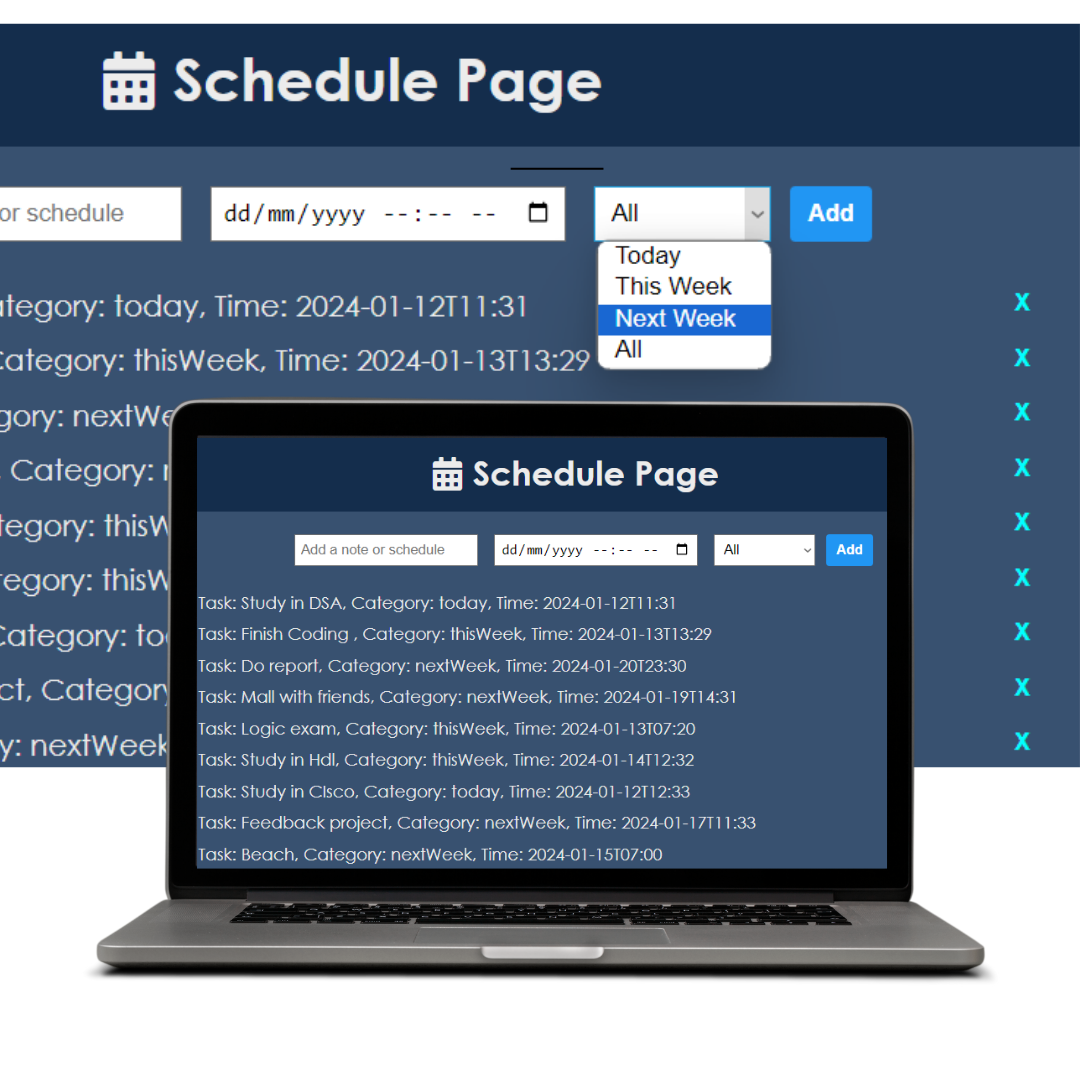 Schedule Page
or schedule
dd/mm/yyyy --:-- --
All
Add
Today
This Week
Next Week
All
ategory: today, Time: 2024-01-12T11:31 X
Category: thisWeek, Time: 2024-01-13T13:29 X
gory: nextWe X
, Category: X
tegory: thisW X
egory: thisW X
Category: to X
ct, Category X
y: nextWeek X
Schedule Page
Add a note or schedule
dd/mm/yyyy --:-- --
All
Add
Task: Study in DSA, Category: today, Time: 2024-01-12T11:31
Task: Finish Coding , Category: thisWeek, Time: 2024-01-13T13:29
Task: Do report, Category: nextWeek, Time: 2024-01-20T23:30
Task: Mall with friends, Category: nextWeek, Time: 2024-01-19T14:31
Task: Logic exam, Category: thisWeek, Time: 2024-01-13T07:20
Task: Study in Hdl, Category: thisWeek, Time: 2024-01-14T12:32
Task: Study in CIsco, Category: today, Time: 2024-01-12T12:33
Task: Feedback project, Category: nextWeek, Time: 2024-01-17T11:33
Task: Beach, Category: nextWeek, Time: 2024-01-15T07:00